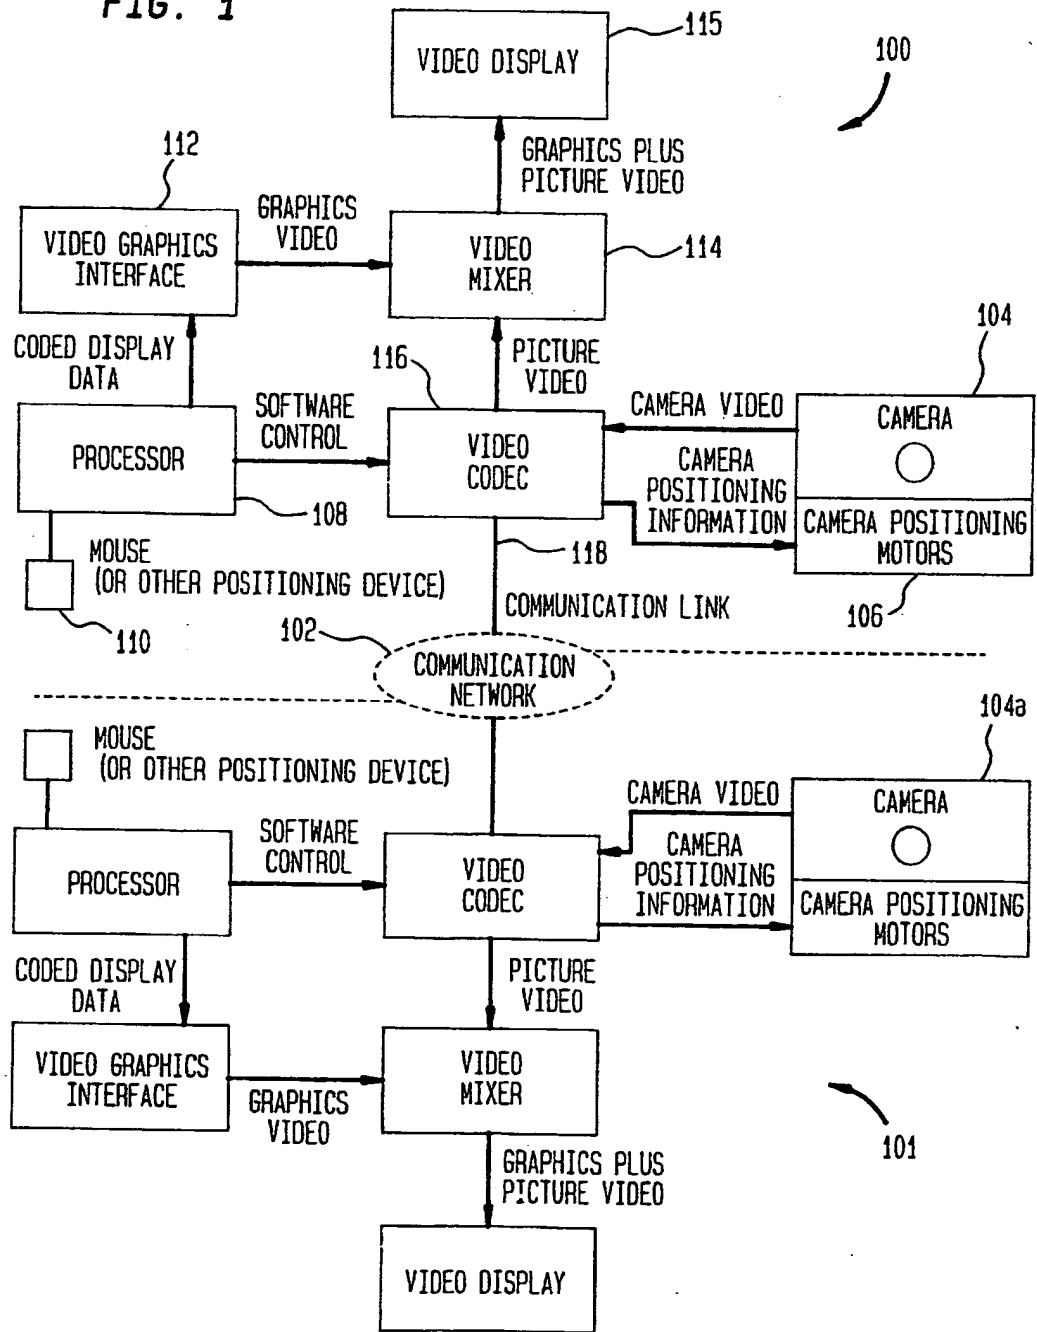 FIG. 1
VIDEO DISPLAY
115
100
GRAPHICS PLUS
PICTURE VIDEO
112
VIDEO GRAPHICS
INTERFACE
GRAPHICS
VIDEO
VIDEO
MIXER
114
CODED DISPLAY
DATA
116
PICTURE
VIDEO
104
PROCESSOR
108
SOFTWARE
CONTROL
VIDEO
CODEC
CAMERA VIDEO
CAMERA
POSITIONING
INFORMATION
CAMERA
CAMERA POSITIONING
MOTORS
106
MOUSE
(OR OTHER POSITIONING DEVICE)
110
118
COMMUNICATION LINK
102
COMMUNICATION
NETWORK
104a
MOUSE
(OR OTHER POSITIONING DEVICE)
PROCESSOR
SOFTWARE
CONTROL
VIDEO
CODEC
CAMERA VIDEO
CAMERA
POSITIONING
INFORMATION
CAMERA
CAMERA POSITIONING
MOTORS
CODED DISPLAY
DATA
PICTURE
VIDEO
VIDEO GRAPHICS
INTERFACE
GRAPHICS
VIDEO
VIDEO
MIXER
101
GRAPHICS PLUS
PICTURE VIDEO
VIDEO DISPLAY